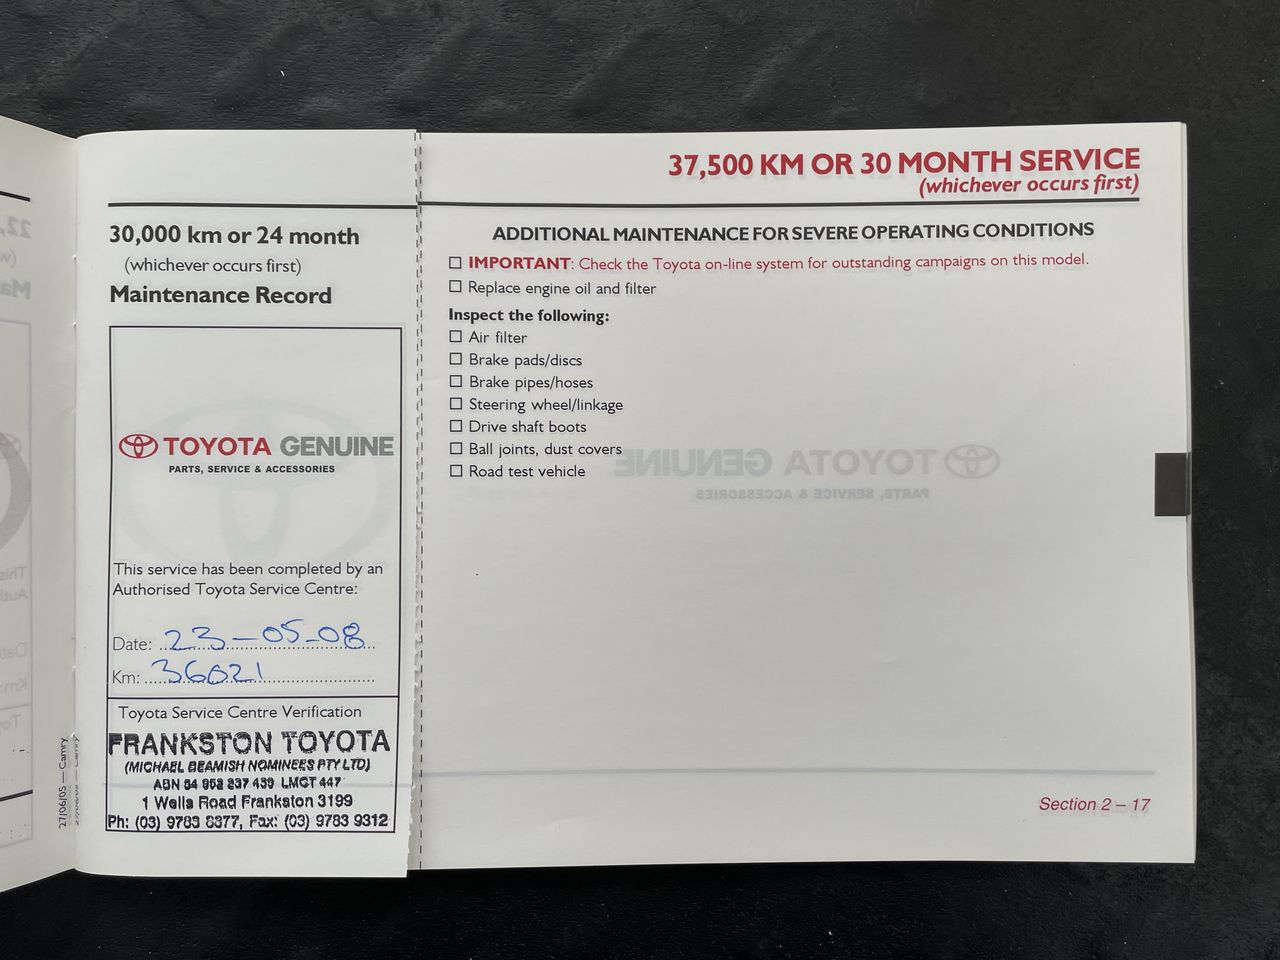 30,000 km or 24 month
(whichever occurs first)
Maintenance Record
TOYOTA GENUINE
PARTS, SERVICE & ACCESSORIES
This service has been completed by an
Authorised Toyota Service Centre:
Date: 23-05-08
Km: 36021
Toyota Service Centre Verification
FRANKSTON TOYOTA
(MICHAEL BEAMISH NOMINEES PTY LTD)
ABN 54 952 237 439 LMCT 447
1 Wells Road Frankston 3199
Ph: (03) 9783 8377, Fax: (03) 9783 9312
27/06/05 — Camry
37,500 KM OR 30 MONTH SERVICE
(whichever occurs first)
ADDITIONAL MAINTENANCE FOR SEVERE OPERATING CONDITIONS
☐ IMPORTANT: Check the Toyota on-line system for outstanding campaigns on this model.
☐ Replace engine oil and filter
Inspect the following:
☐ Air filter
☐ Brake pads/discs
☐ Brake pipes/hoses
☐ Steering wheel/linkage
☐ Drive shaft boots
☐ Ball joints, dust covers
☐ Road test vehicle
TOYOTA GENUINE
PARTS, SERVICE & ACCESSORIES
Section 2 – 17